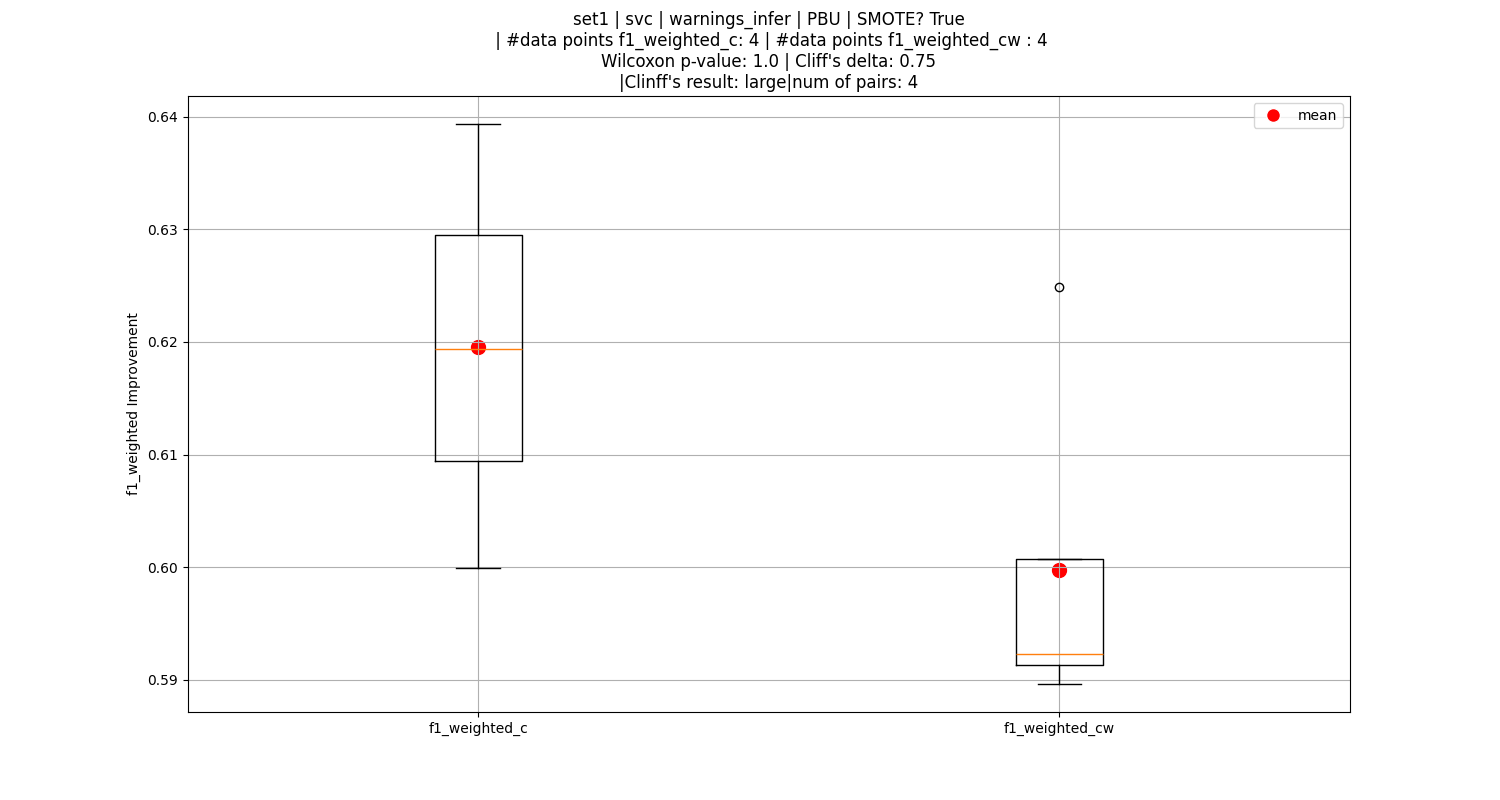 set1 | svc | warnings_infer | PBU | SMOTE? True
| #data points f1_weighted_c: 4 | #data points f1_weighted_cw : 4
Wilcoxon p-value: 1.0 | Cliff's delta: 0.75
|Clinff's result: large|num of pairs: 4
mean
0.64
0.63
0.62
0.61
0.60
0.59
f1_weighted Improvement
f1_weighted_c
f1_weighted_cw